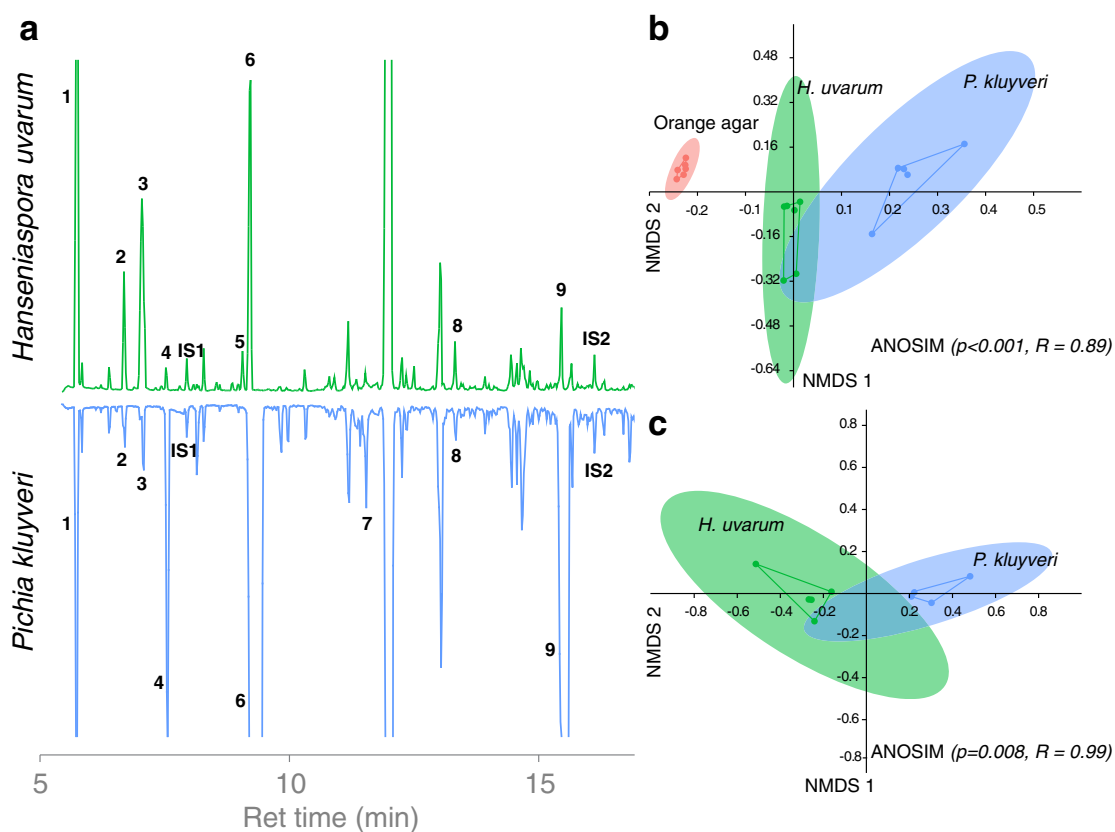 a
Hanseniaspora uvarum
1
2
3
4
IS1
5
6
8
9
IS2
Pichia kluyveri
1
2
3
4
IS1
6
7
8
9
IS2
5
10
15
Ret time (min)
b
0.48
0.32
0.16
-0.16
-0.32
-0.48
-0.64
-0.2
-0.1
0.1
0.2
0.3
0.4
0.5
Orange agar
H. uvarum
P. kluyveri
NMDS 2
NMDS 1
ANOSIM (p<0.001, R = 0.89)
c
0.8
0.6
0.4
0.2
-0.2
-0.4
-0.6
-0.8
-0.8
-0.6
-0.4
-0.2
0.2
0.4
0.6
0.8
H. uvarum
P. kluyveri
NMDS 2
NMDS 1
ANOSIM (p=0.008, R = 0.99)